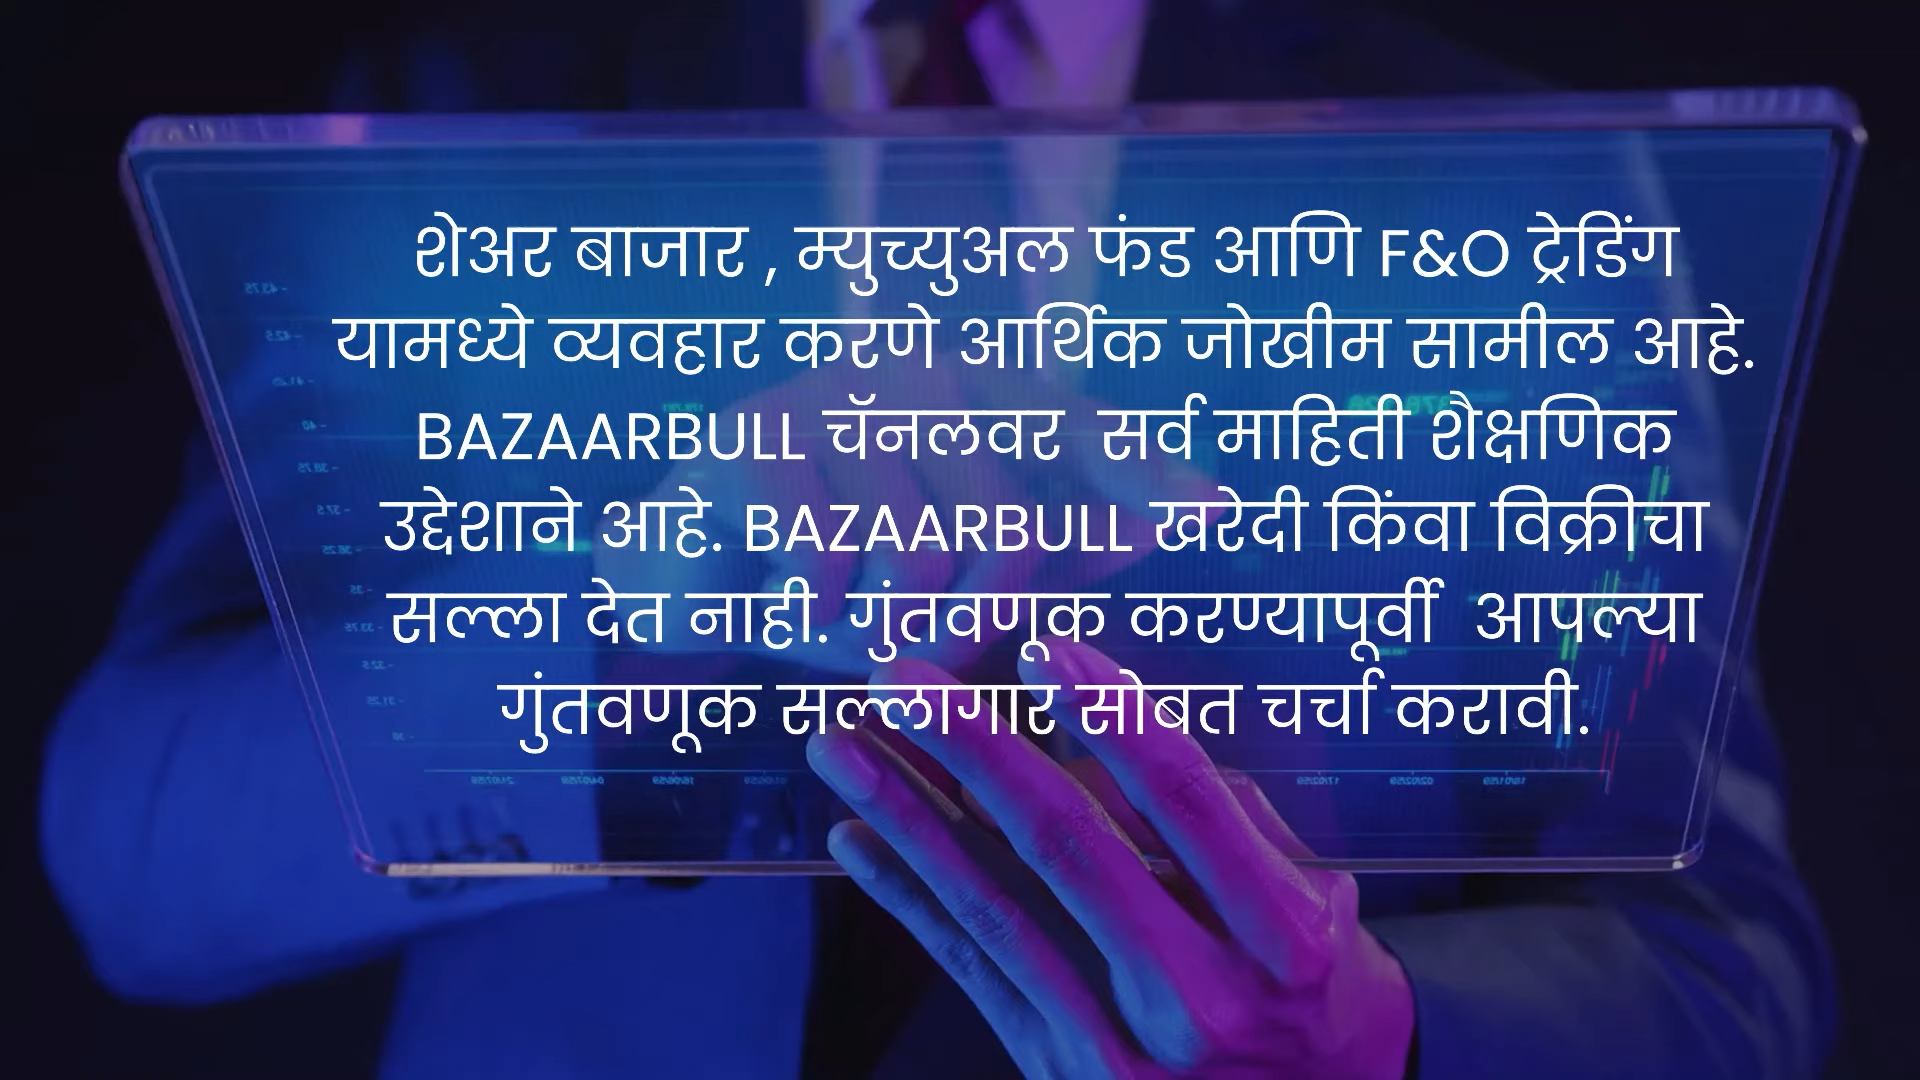 शेअर बाजार , म्युच्युअल फंड आणि F&O ट्रेडिंग
यामध्ये व्यवहार करणे आर्थिक जोखीम सामील आहे.
BAZAARBULL चॅनलवर  सर्व माहिती शैक्षणिक
उद्देशाने आहे. BAZAARBULL खरेदी किंवा विक्रीचा
सल्ला देत नाही. गुंतवणूक करण्यापूर्वी  आपल्या
गुंतवणूक सल्लागार सोबत चर्चा करावी.